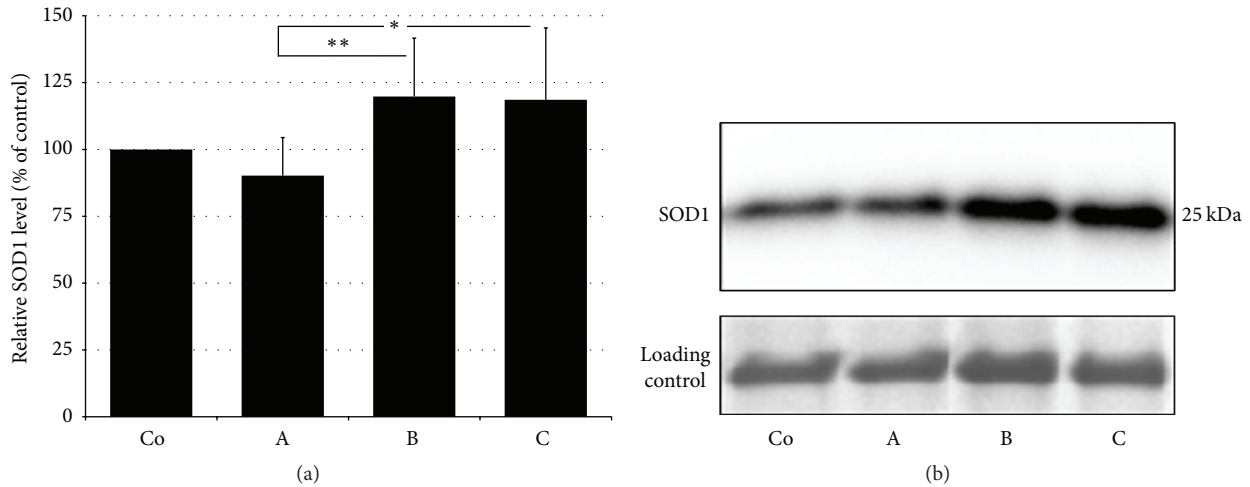 Relative SOD1 level (% of control)
150
125
100
75
50
25
0
*
**
Co A B C
(a)
SOD1
25 kDa
Loading
control
Co A B C
(b)